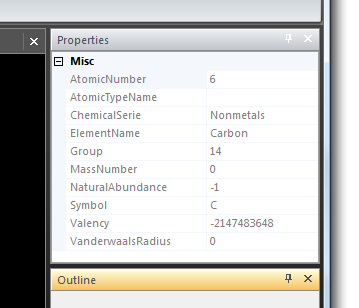 Properties
Misc
AtomicNumber 6
AtomicTypeName
ChemicalSerie Nonmetals
ElementName Carbon
Group 14
MassNumber 0
NaturalAbundance -1
Symbol C
Valency -2147483648
VanderwaalsRadius 0
Outline